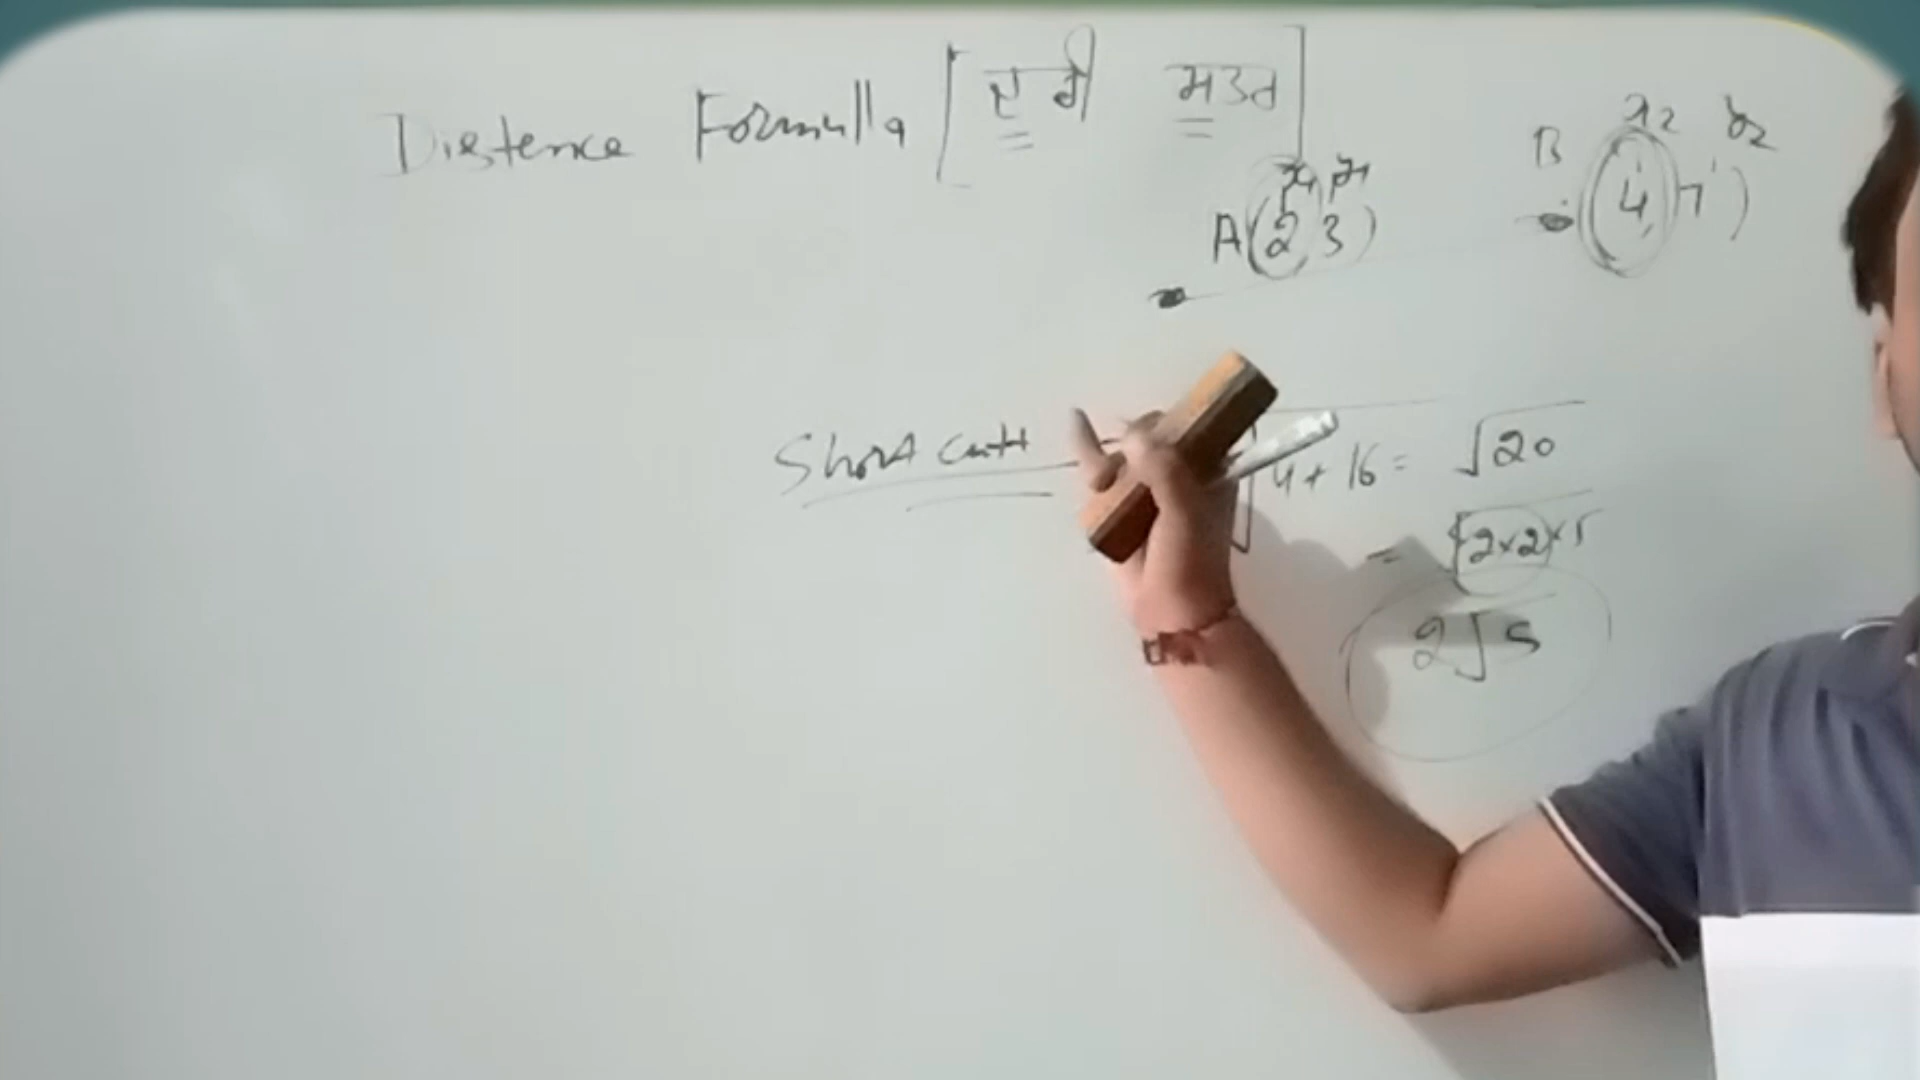 Distence Formulla [ਦੂਰੀ ਸੂਤਰ]
x₂ y₂
B (4, 7)
x₁ y₁
A(2, 3)
Short cutt
4 + 16 = √20
= √2×2×5
2√5